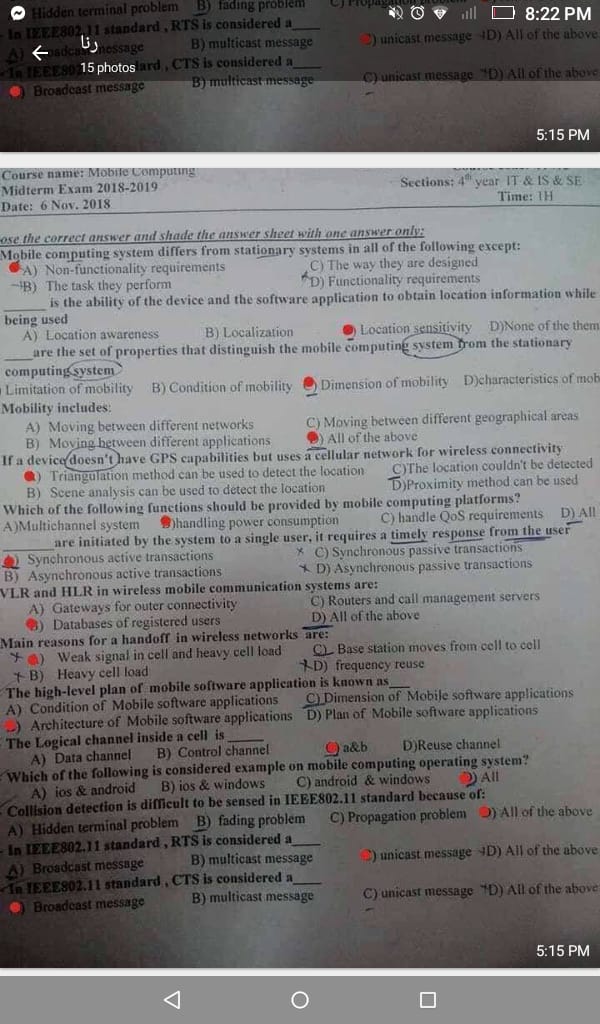 Hidden terminal problem B) fading problem
8:22 PM
In IEEE802.11 standard, RTS is considered a____
رنا
15 photos
B) multicast message
C) unicast message D) All of the above
CTS is considered a____
A) Broadcast message
B) multicast message
C) unicast message D) All of the above
5:15 PM
Course name: Mobile Computing
Sections: 4th year IT & IS & SE
Midterm Exam 2018-2019
Time: 1H
Date: 6 Nov. 2018
ose the correct answer and shade the answer sheet with one answer only:
Mobile computing system differs from stationary systems in all of the following except:
A) Non-functionality requirements C) The way they are designed
B) The task they perform D) Functionality requirements
____ is the ability of the device and the software application to obtain location information while
being used
A) Location awareness B) Localization Location sensitivity D)None of the them
____are the set of properties that distinguish the mobile computing system from the stationary
computing system
Limitation of mobility B) Condition of mobility Dimension of mobility D)characteristics of mob
Mobility includes:
A) Moving between different networks C) Moving between different geographical areas
B) Moving between different applications ) All of the above
If a device doesn't have GPS capabilities but uses a cellular network for wireless connectivity
) Triangulation method can be used to detect the location C)The location couldn't be detected
B) Scene analysis can be used to detect the location D)Proximity method can be used
Which of the following functions should be provided by mobile computing platforms?
A)Multichannel system )handling power consumption C) handle QoS requirements D) All
____ are initiated by the system to a single user, it requires a timely response from the user
) Synchronous active transactions C) Synchronous passive transactions
B) Asynchronous active transactions D) Asynchronous passive transactions
VLR and HLR in wireless mobile communication systems are:
A) Gateways for outer connectivity C) Routers and call management servers
) Databases of registered users D) All of the above
Main reasons for a handoff in wireless networks are:
) Weak signal in cell and heavy cell load C) Base station moves from cell to cell
B) Heavy cell load D) frequency reuse
The high-level plan of mobile software application is known as____
A) Condition of Mobile software applications C) Dimension of Mobile software applications
) Architecture of Mobile software applications D) Plan of Mobile software applications
The Logical channel inside a cell is ____
A) Data channel B) Control channel ) a&b D)Reuse channel
Which of the following is considered example on mobile computing operating system?
A) ios & android B) ios & windows C) android & windows ) All
Collision detection is difficult to be sensed in IEEE802.11 standard because of:
A) Hidden terminal problem B) fading problem C) Propagation problem ) All of the above
In IEEE802.11 standard , RTS is considered a____
A) Broadcast message B) multicast message ) unicast message D) All of the above
In IEEE802.11 standard , CTS is considered a____
) Broadcast message B) multicast message C) unicast message D) All of the above
5:15 PM